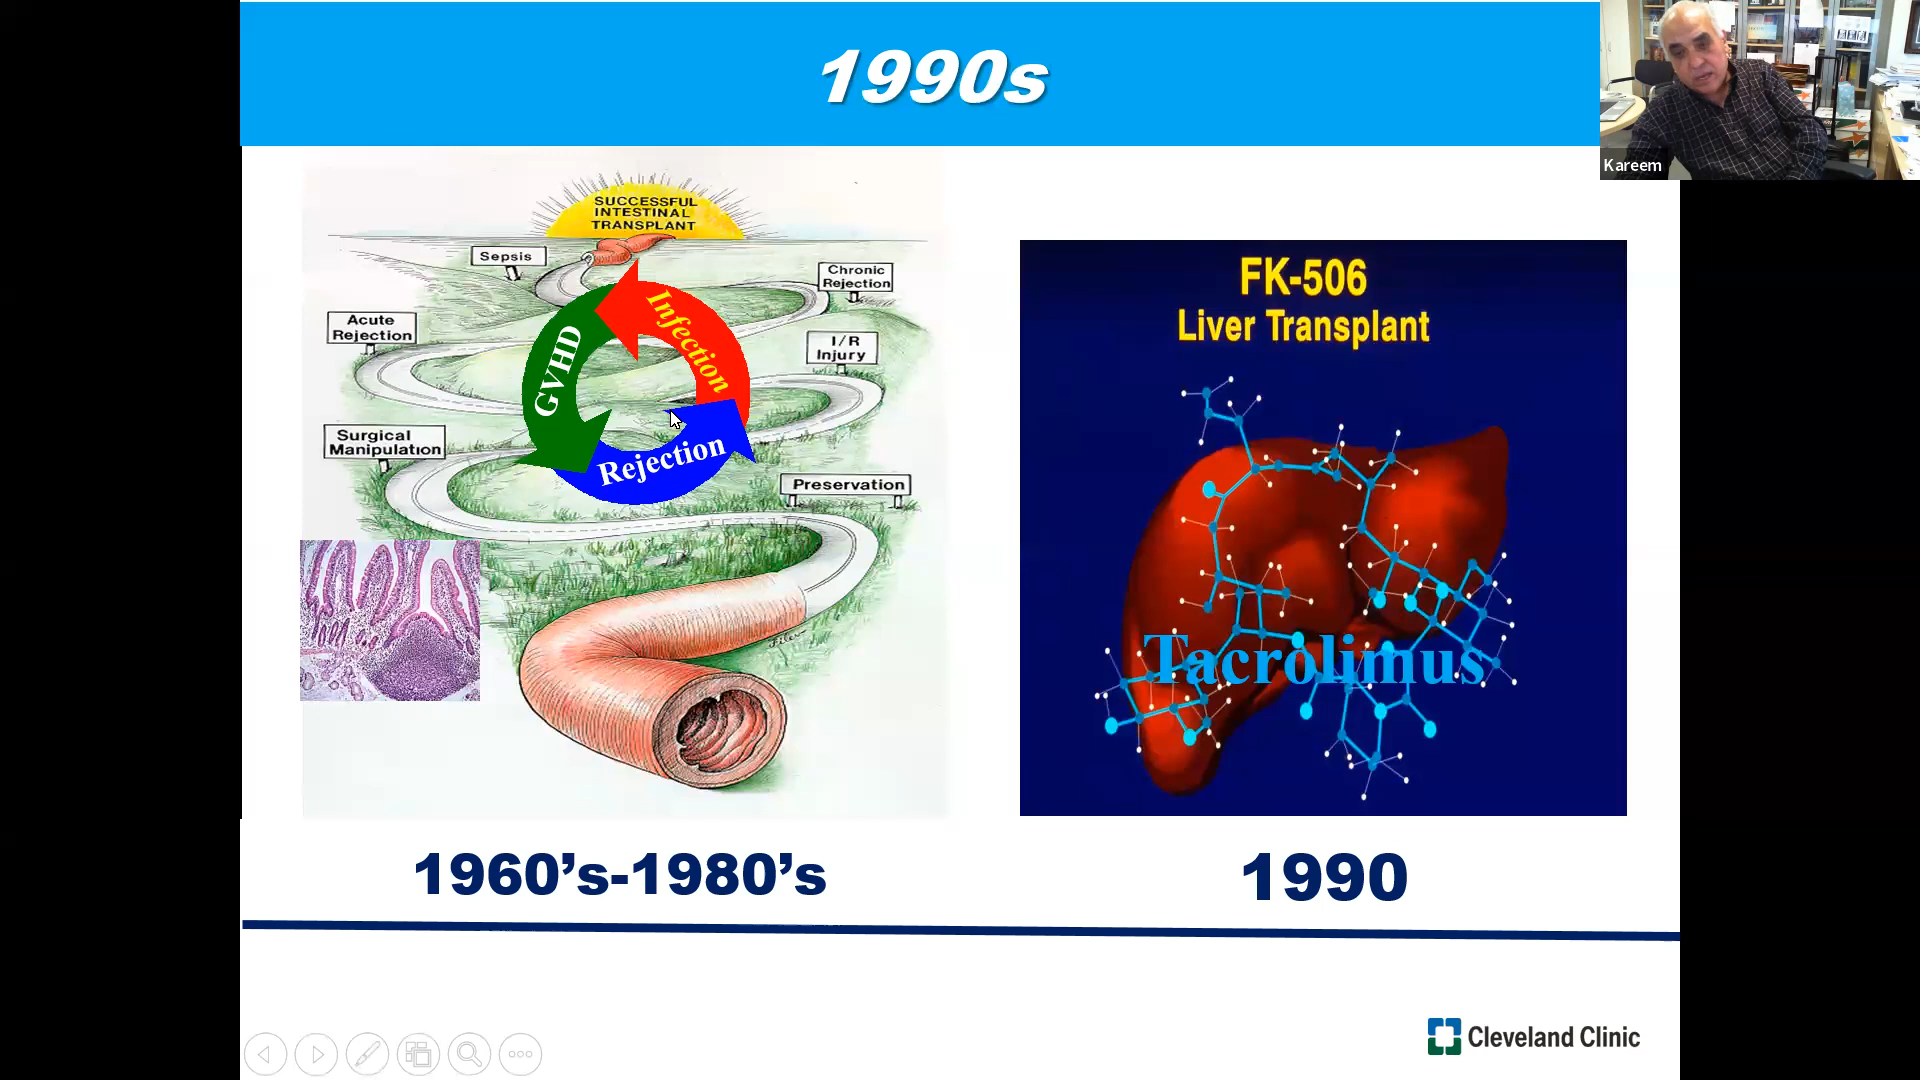 1990s
Kareem
SUCCESSFUL
INTESTINAL
TRANSPLANT
Sepsis
Chronic
Rejection
Acute
Rejection
I/R
Injury
Surgical
Manipulation
Preservation
Infection
GVHD
Rejection
FK-506
Liver Transplant
Tacrolimus
1960’s-1980’s
1990
Cleveland Clinic